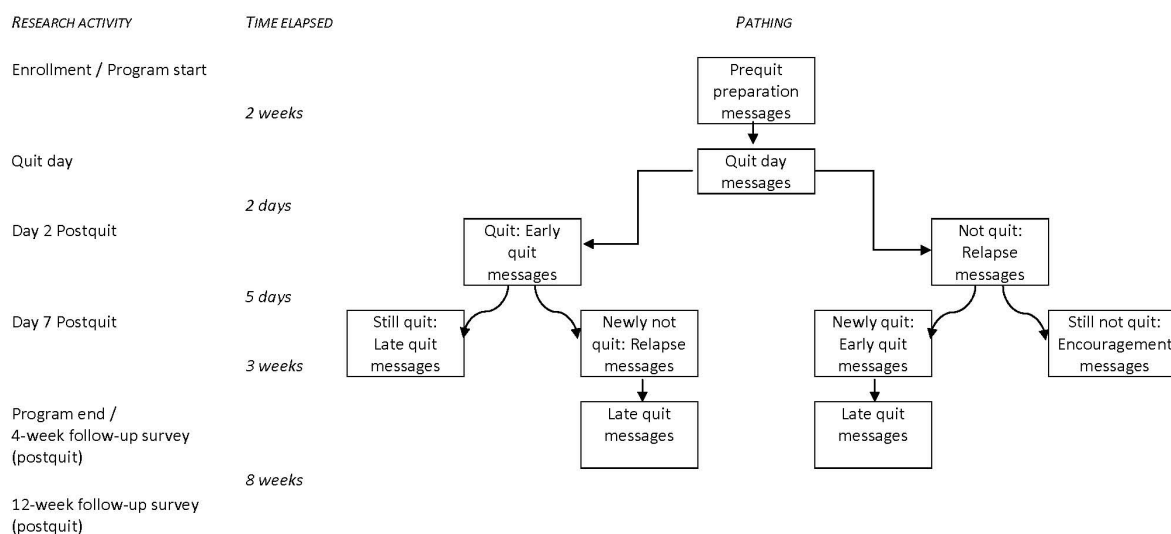 RESEARCH ACTIVITY
TIME ELAPSED
PATHING
Enrollment / Program start
Prequit
preparation
messages
2 weeks
Quit day
Quit day
messages
2 days
Day 2 Postquit
Quit: Early
quit
messages
Not quit:
Relapse
messages
5 days
Day 7 Postquit
Still quit:
Late quit
messages
Newly not
quit: Relapse
messages
Newly quit:
Early quit
messages
Still not quit:
Encouragement
messages
3 weeks
Program end /
4-week follow-up survey
(postquit)
Late quit
messages
Late quit
messages
8 weeks
12-week follow-up survey
(postquit)